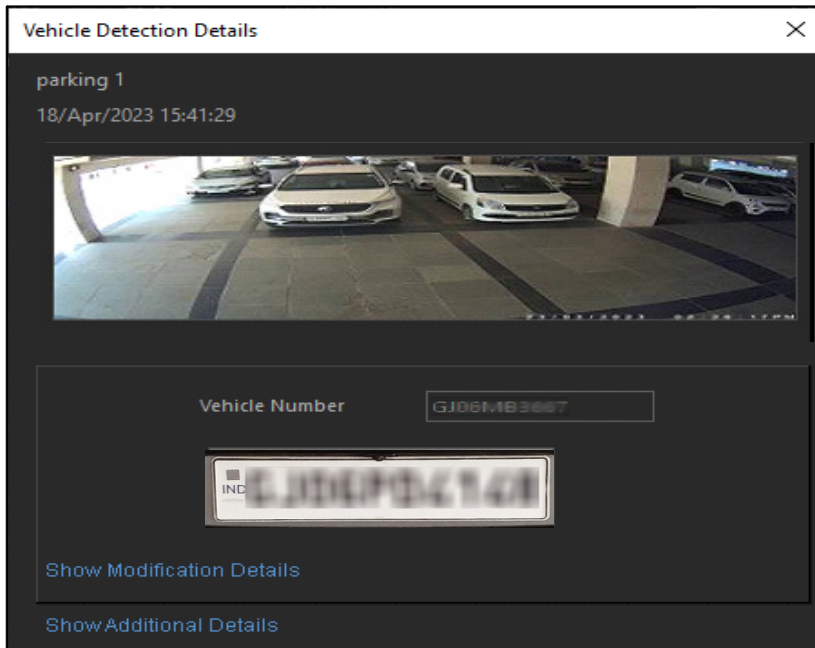 Vehicle Detection Details
parking 1
18/Apr/2023 15:41:29
Vehicle Number
IND
Show Modification Details
Show Additional Details